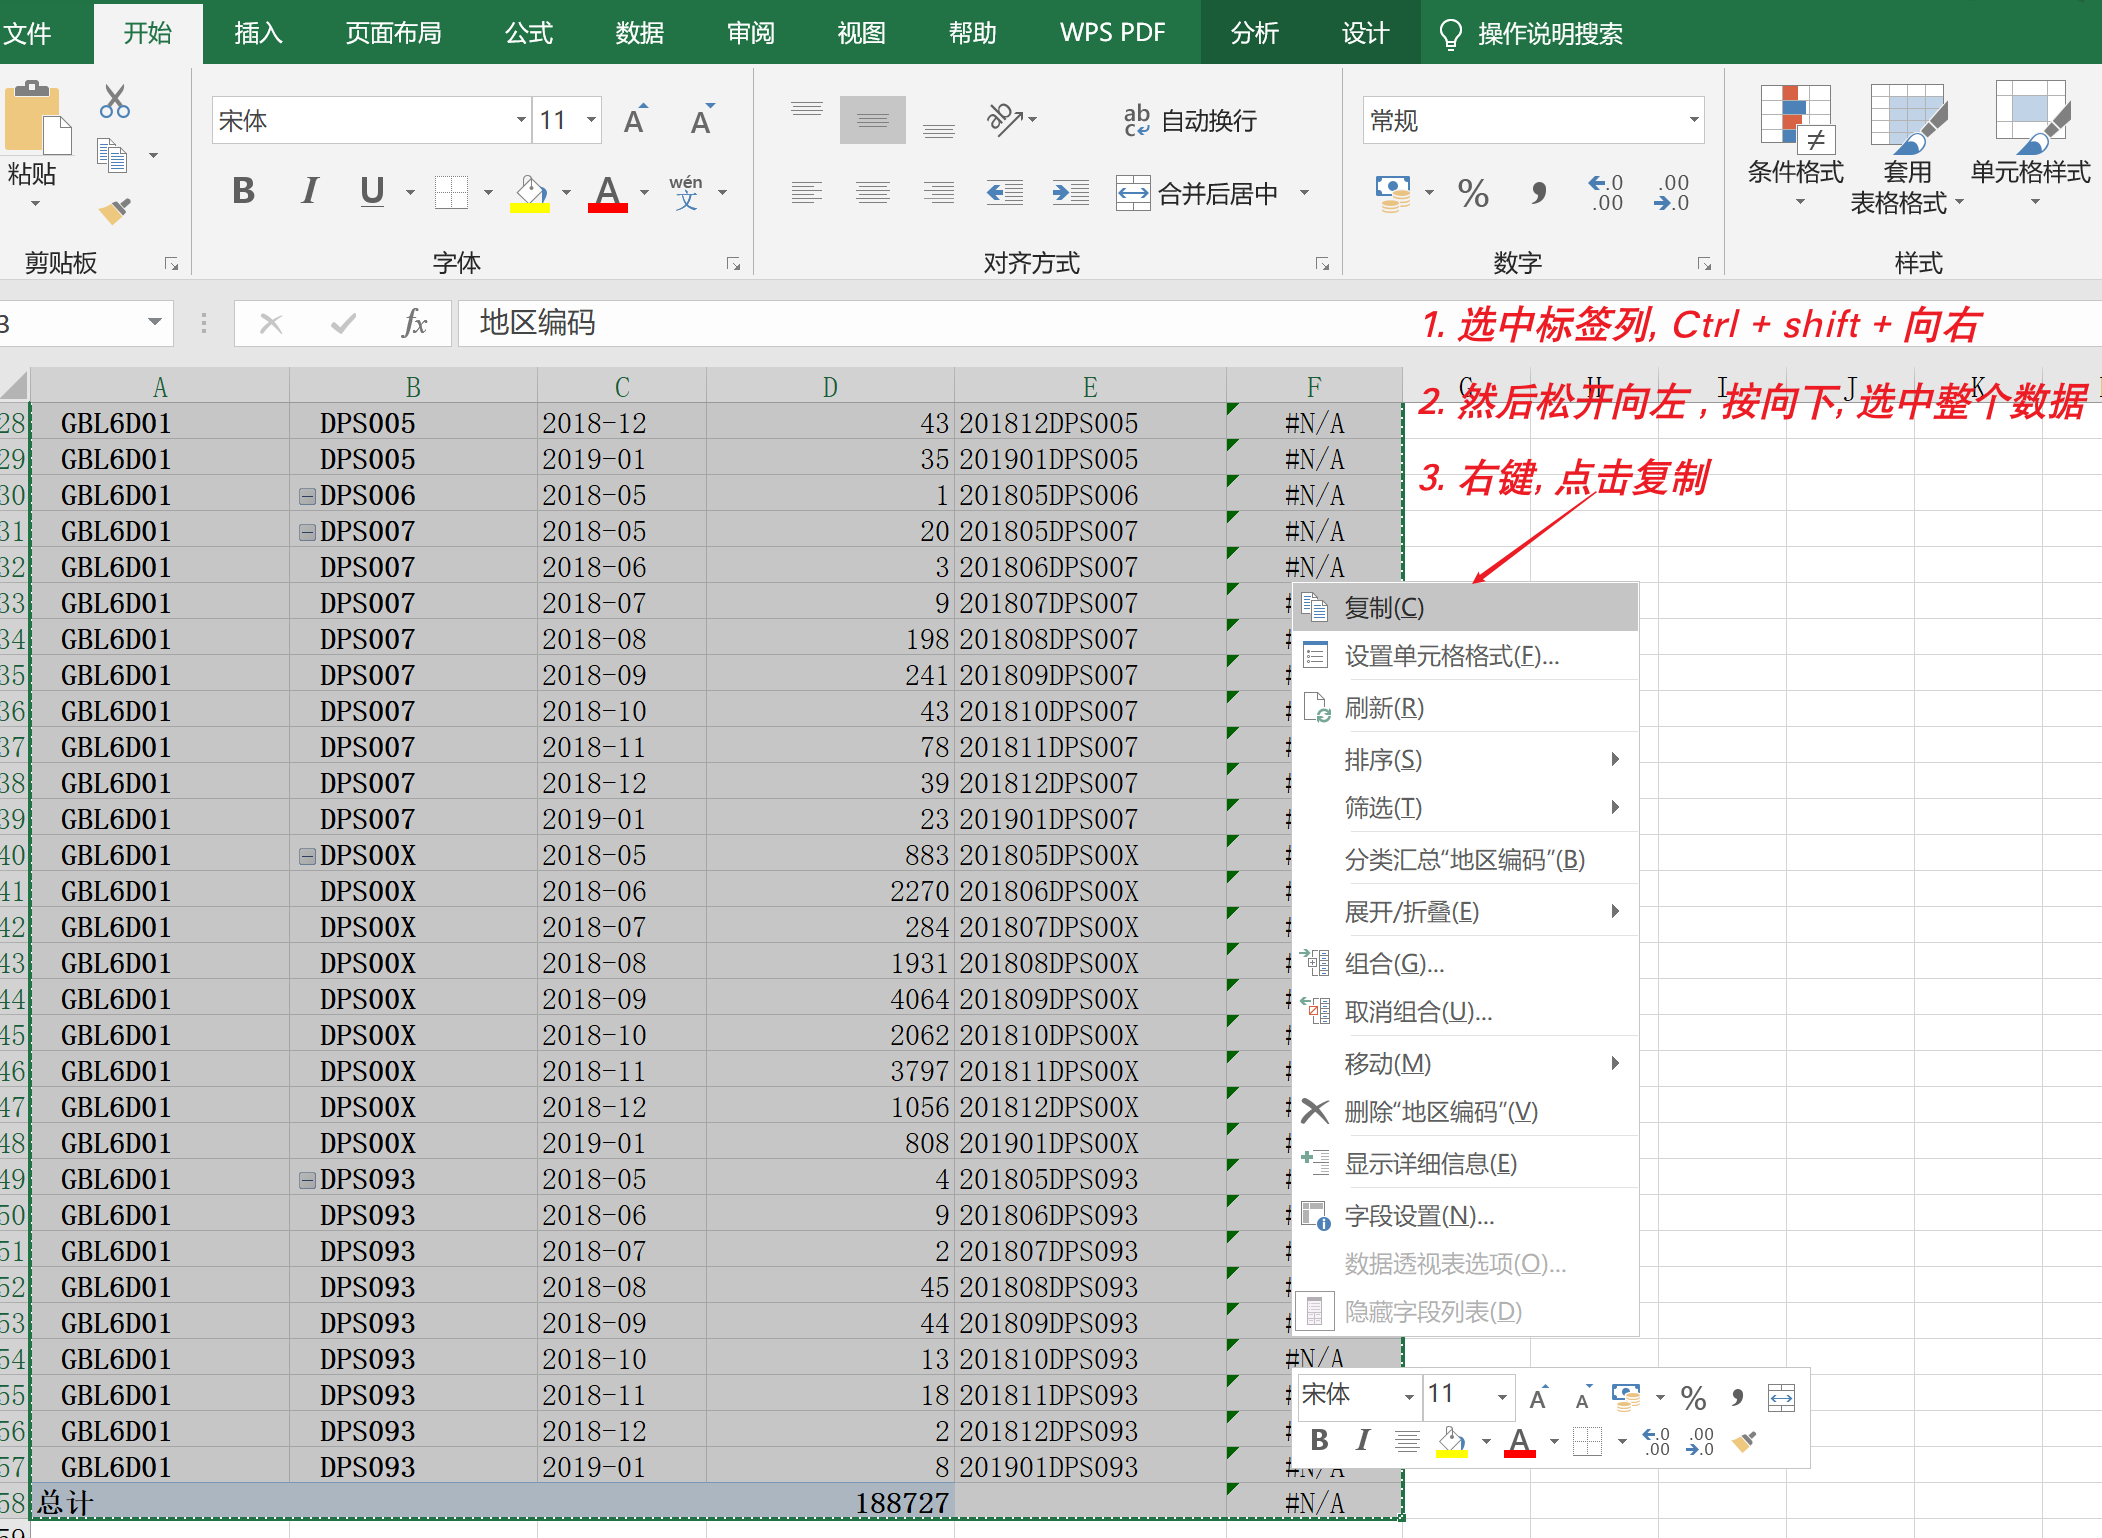 文件 开始 插入 页面布局 公式 数据 审阅 视图 帮助 WPS PDF 分析 设计 操作说明搜索
宋体 11 A A ab 自动换行 常规
粘贴 B I U A wén 文 合并后居中 % , .0 .00 .00 .0 条件格式 套用表格格式 单元格样式
剪贴板 字体 对齐方式 数字 样式
3 fx 地区编码
1. 选中标签列, Ctrl + shift + 向右
A B C D E F G H I J K
2. 然后松开向左, 按向下, 选中整个数据
3. 右键, 点击复制
28 GBL6D01 DPS005 2018-12 43 201812DPS005 #N/A
29 GBL6D01 DPS005 2019-01 35 201901DPS005 #N/A
30 GBL6D01 DPS006 2018-05 1 201805DPS006 #N/A
31 GBL6D01 DPS007 2018-05 20 201805DPS007 #N/A
32 GBL6D01 DPS007 2018-06 3 201806DPS007 #N/A
33 GBL6D01 DPS007 2018-07 9 201807DPS007
34 GBL6D01 DPS007 2018-08 198 201808DPS007
35 GBL6D01 DPS007 2018-09 241 201809DPS007
36 GBL6D01 DPS007 2018-10 43 201810DPS007
37 GBL6D01 DPS007 2018-11 78 201811DPS007
38 GBL6D01 DPS007 2018-12 39 201812DPS007
39 GBL6D01 DPS007 2019-01 23 201901DPS007
40 GBL6D01 DPS00X 2018-05 883 201805DPS00X
41 GBL6D01 DPS00X 2018-06 2270 201806DPS00X
42 GBL6D01 DPS00X 2018-07 284 201807DPS00X
43 GBL6D01 DPS00X 2018-08 1931 201808DPS00X
44 GBL6D01 DPS00X 2018-09 4064 201809DPS00X
45 GBL6D01 DPS00X 2018-10 2062 201810DPS00X
46 GBL6D01 DPS00X 2018-11 3797 201811DPS00X
47 GBL6D01 DPS00X 2018-12 1056 201812DPS00X
48 GBL6D01 DPS00X 2019-01 808 201901DPS00X
49 GBL6D01 DPS093 2018-05 4 201805DPS093
50 GBL6D01 DPS093 2018-06 9 201806DPS093
51 GBL6D01 DPS093 2018-07 2 201807DPS093
52 GBL6D01 DPS093 2018-08 45 201808DPS093
53 GBL6D01 DPS093 2018-09 44 201809DPS093
54 GBL6D01 DPS093 2018-10 13 201810DPS093 #N/A
55 GBL6D01 DPS093 2018-11 18 201811DPS093
56 GBL6D01 DPS093 2018-12 2 201812DPS093
57 GBL6D01 DPS093 2019-01 8 201901DPS093 #N/A
58 总计 188727 #N/A
59
复制(C)
设置单元格格式(F)...
刷新(R)
排序(S)
筛选(T)
分类汇总“地区编码”(B)
展开/折叠(E)
组合(G)...
取消组合(U)...
移动(M)
删除“地区编码”(V)
显示详细信息(E)
字段设置(N)...
数据透视表选项(O)...
隐藏字段列表(D)
宋体 11 A A % ,
B I A .0 .00 .00 .0